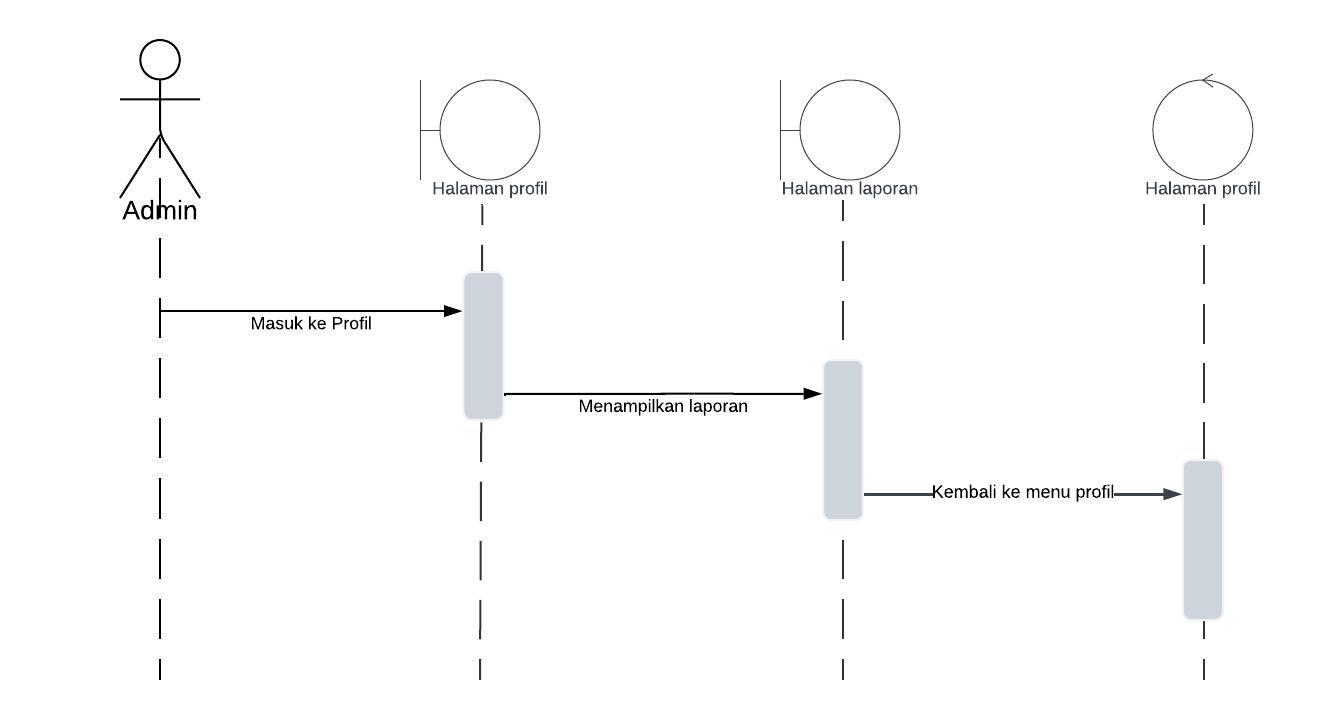 Halaman profil
Halaman laporan
Halaman profil
Admin
Masuk ke Profil
Menampilkan laporan
Kembali ke menu profil